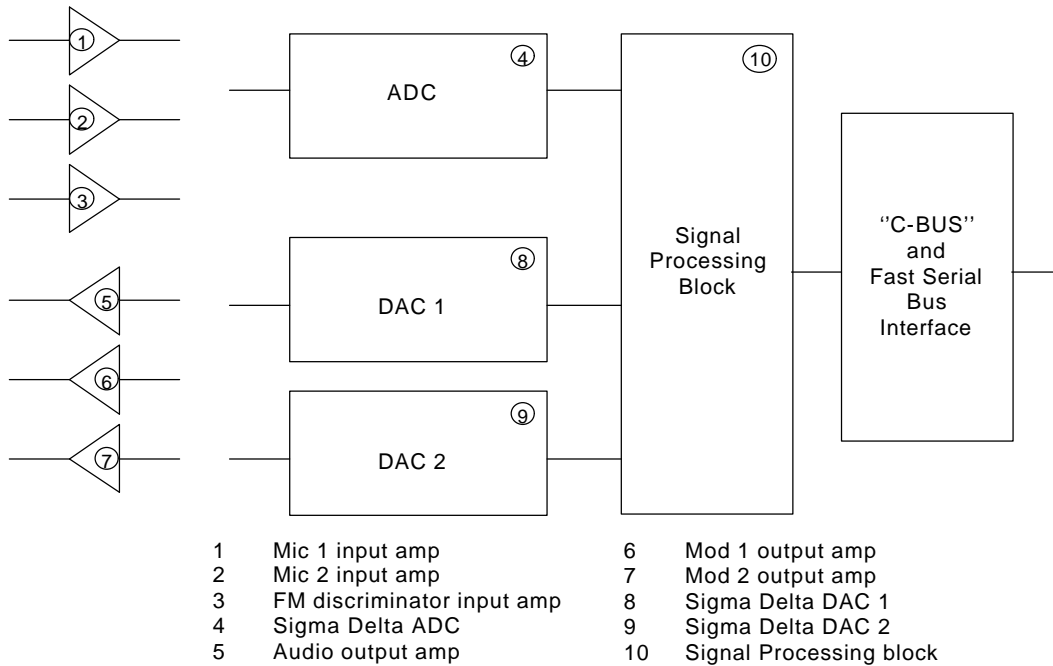 1
2
3
5
6
7
4
ADC
8
DAC 1
9
DAC 2
10
Signal
Processing
Block
‘’C-BUS’’
and
Fast Serial
Bus
Interface
1 Mic 1 input amp
2 Mic 2 input amp
3 FM discriminator input amp
4 Sigma Delta ADC
5 Audio output amp
6 Mod 1 output amp
7 Mod 2 output amp
8 Sigma Delta DAC 1
9 Sigma Delta DAC 2
10 Signal Processing block